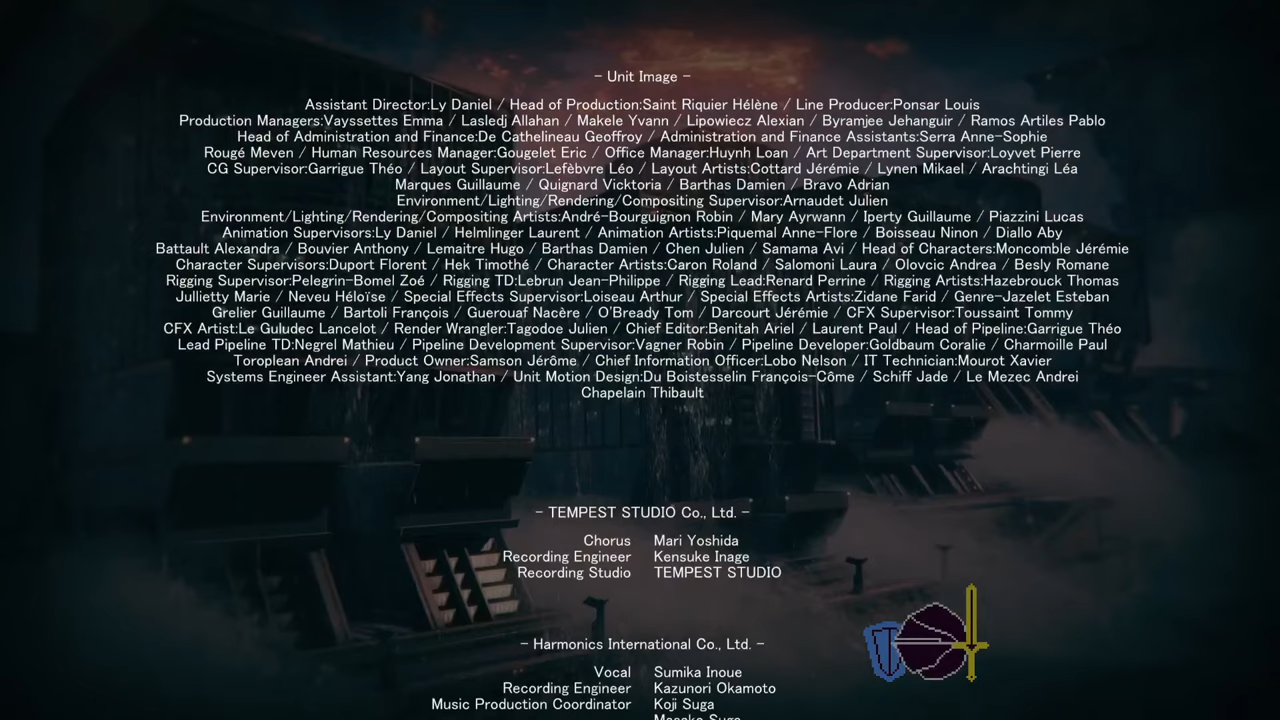 - Unit Image -
Assistant Director:Ly Daniel / Head of Production:Saint Riquier Hélène / Line Producer:Ponsar Louis
Production Managers:Vayssettes Emma / Lasledj Allahan / Makele Yvann / Lipowiecz Alexian / Byramjee Jehanguir / Ramos Artiles Pablo
Head of Administration and Finance:De Cathelineau Geoffroy / Administration and Finance Assistants:Serra Anne-Sophie
Rougé Meven / Human Resources Manager:Gougelet Eric / Office Manager:Huynh Loan / Art Department Supervisor:Loyvet Pierre
CG Supervisor:Garrigue Théo / Layout Supervisor:Lefèbvre Léo / Layout Artists:Cottard Jérémie / Lynen Mikael / Arachtingi Léa
Marques Guillaume / Quignard Vicktoria / Barthas Damien / Bravo Adrian
Environment/Lighting/Rendering/Compositing Supervisor:Arnaudet Julien
Environment/Lighting/Rendering/Compositing Artists:André-Bourguignon Robin / Mary Ayrwann / Iperty Guillaume / Piazzini Lucas
Animation Supervisors:Ly Daniel / Helmlinger Laurent / Animation Artists:Piquemal Anne-Flore / Boisseau Ninon / Diallo Aby
Battault Alexandra / Bouvier Anthony / Lemaitre Hugo / Barthas Damien / Chen Julien / Samama Avi / Head of Characters:Moncomble Jérémie
Character Supervisors:Duport Florent / Hek Timothé / Character Artists:Caron Roland / Salomoni Laura / Olovcic Andrea / Besly Romane
Rigging Supervisor:Pelegrin-Bomel Zoé / Rigging TD:Lebrun Jean-Philippe / Rigging Lead:Renard Perrine / Rigging Artists:Hazebrouck Thomas
Jullietty Marie / Neveu Héloïse / Special Effects Supervisor:Loiseau Arthur / Special Effects Artists:Zidane Farid / Genre-Jazelet Esteban
Grelier Guillaume / Bartoli François / Guerouaf Nacère / O'Bready Tom / Darcourt Jérémie / CFX Supervisor:Toussaint Tommy
CFX Artist:Le Guludec Lancelot / Render Wrangler:Tagodoe Julien / Chief Editor:Benitah Ariel / Laurent Paul / Head of Pipeline:Garrigue Théo
Lead Pipeline TD:Negrel Mathieu / Pipeline Development Supervisor:Vagner Robin / Pipeline Developer:Goldbaum Coralie / Charmoille Paul
Toroplean Andrei / Product Owner:Samson Jérôme / Chief Information Officer:Lobo Nelson / IT Technician:Mourot Xavier
Systems Engineer Assistant:Yang Jonathan / Unit Motion Design:Du Boistesselin François-Côme / Schiff Jade / Le Mezec Andrei
Chapelain Thibault
- TEMPEST STUDIO Co., Ltd. -
Chorus Mari Yoshida
Recording Engineer Kensuke Inage
Recording Studio TEMPEST STUDIO
- Harmonics International Co., Ltd. -
Vocal Sumika Inoue
Recording Engineer Kazunori Okamoto
Music Production Coordinator Koji Suga